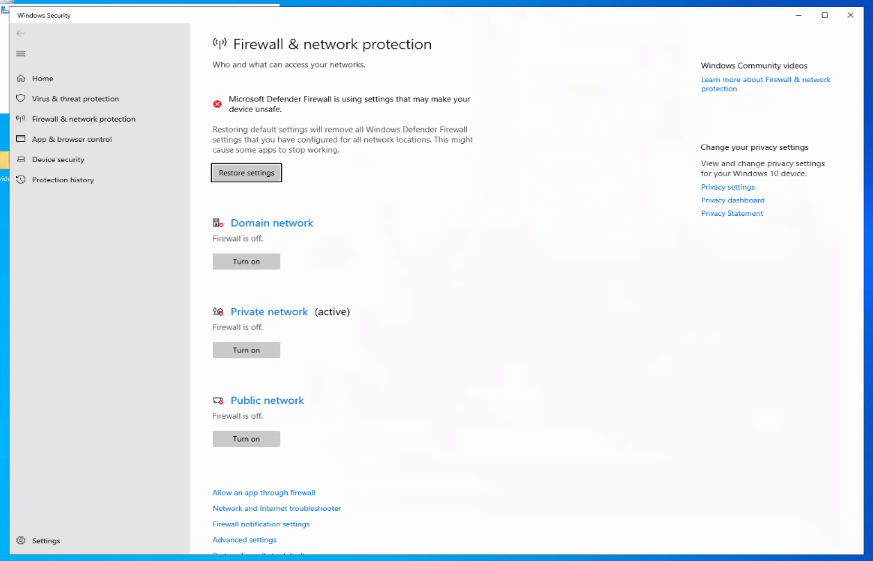 Windows Security
Home
Virus & threat protection
Firewall & network protection
App & browser control
Device security
Protection history
Settings
Firewall & network protection
Who and what can access your networks.
Microsoft Defender Firewall is using settings that may make your
device unsafe.
Restoring default settings will remove all Windows Defender Firewall
settings that you have configured for all network locations. This might
cause some apps to stop working.
Restore settings
Domain network
Firewall is off.
Turn on
Private network (active)
Firewall is off.
Turn on
Public network
Firewall is off.
Turn on
Allow an app through firewall
Network and Internet troubleshooter
Firewall notification settings
Advanced settings
Windows Community videos
Learn more about Firewall & network
protection
Change your privacy settings
View and change privacy settings
for your Windows 10 device.
Privacy settings
Privacy dashboard
Privacy Statement